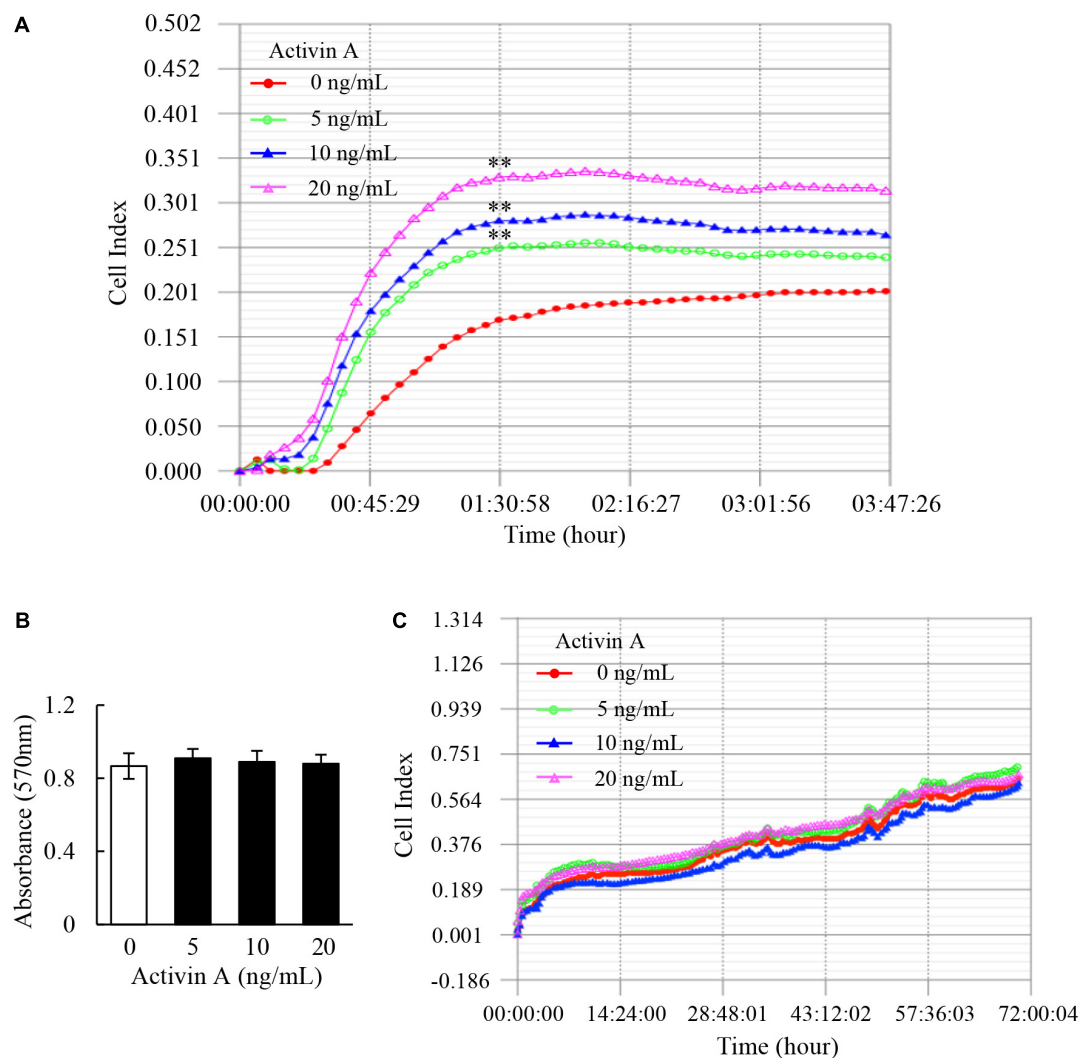 A
0.502
0.452
0.401
0.351
0.301
0.251
0.201
0.151
0.100
0.050
0.000
Cell Index
Activin A
0 ng/mL
5 ng/mL
10 ng/mL
20 ng/mL
**
**
**
00:00:00 00:45:29 01:30:58 02:16:27 03:01:56 03:47:26
Time (hour)
B
1.2
0.8
0.4
0
Absorbance (570nm)
0 5 10 20
Activin A (ng/mL)
C
1.314
1.126
0.939
0.751
0.564
0.376
0.189
0.001
-0.186
Cell Index
Activin A
0 ng/mL
5 ng/mL
10 ng/mL
20 ng/mL
00:00:00 14:24:00 28:48:01 43:12:02 57:36:03 72:00:04
Time (hour)